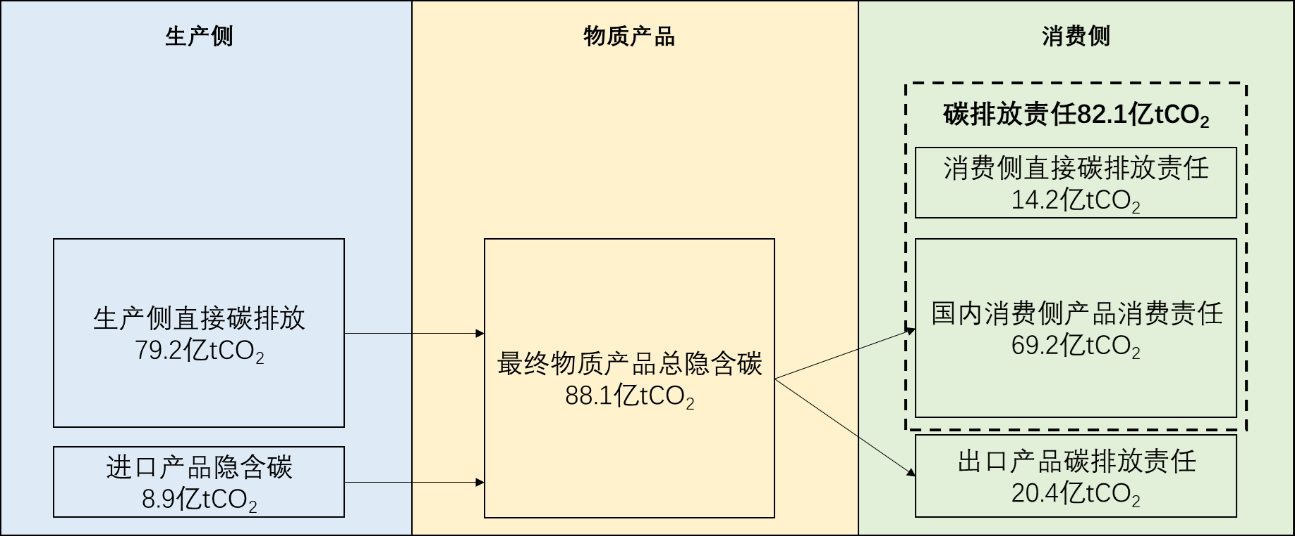 生产侧
物质产品
消费侧
碳排放责任82.1亿tCO₂
消费侧直接碳排放责任
14.2亿tCO₂
生产侧直接碳排放
79.2亿tCO₂
进口产品隐含碳
8.9亿tCO₂
最终物质产品总隐含碳
88.1亿tCO₂
国内消费侧产品消费责任
69.2亿tCO₂
出口产品碳排放责任
20.4亿tCO₂